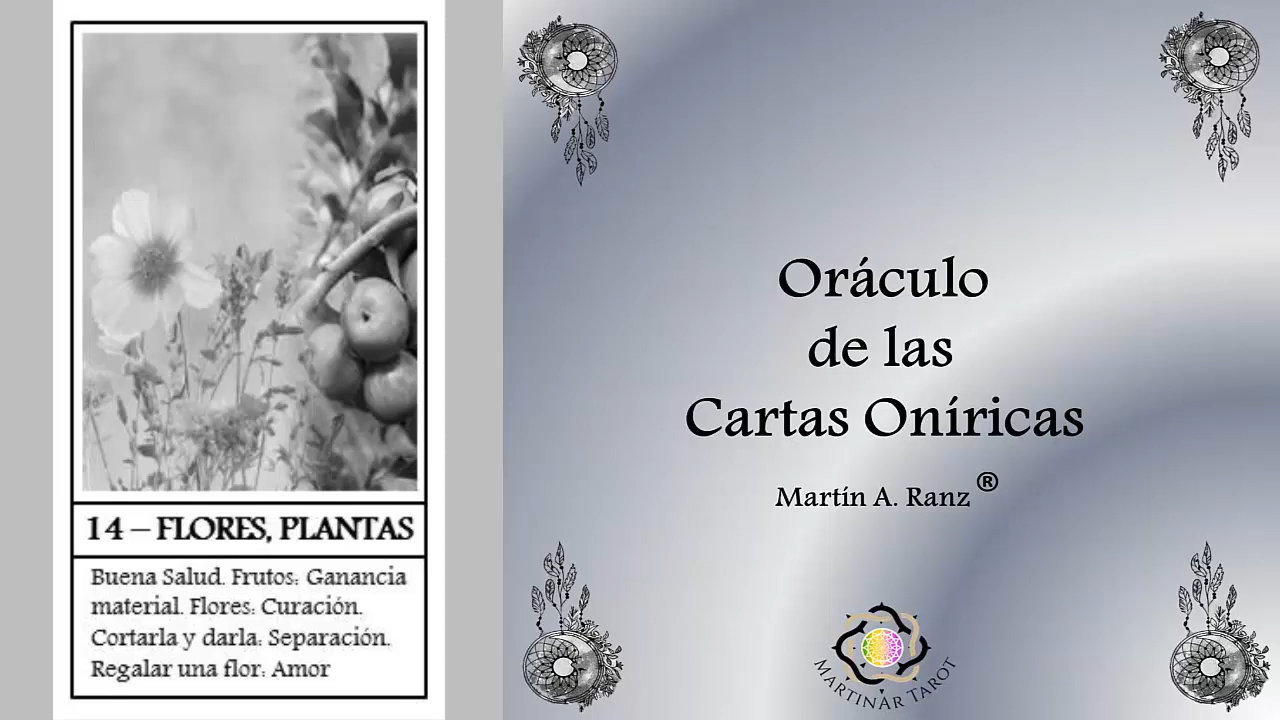 14 – FLORES, PLANTAS
Buena Salud. Frutos: Ganancia
material. Flores: Curación.
Cortarla y darla: Separación.
Regalar una flor: Amor
Oráculo
de las
Cartas Oníricas
Martín A. Ranz ®
MARTINAR TAROT